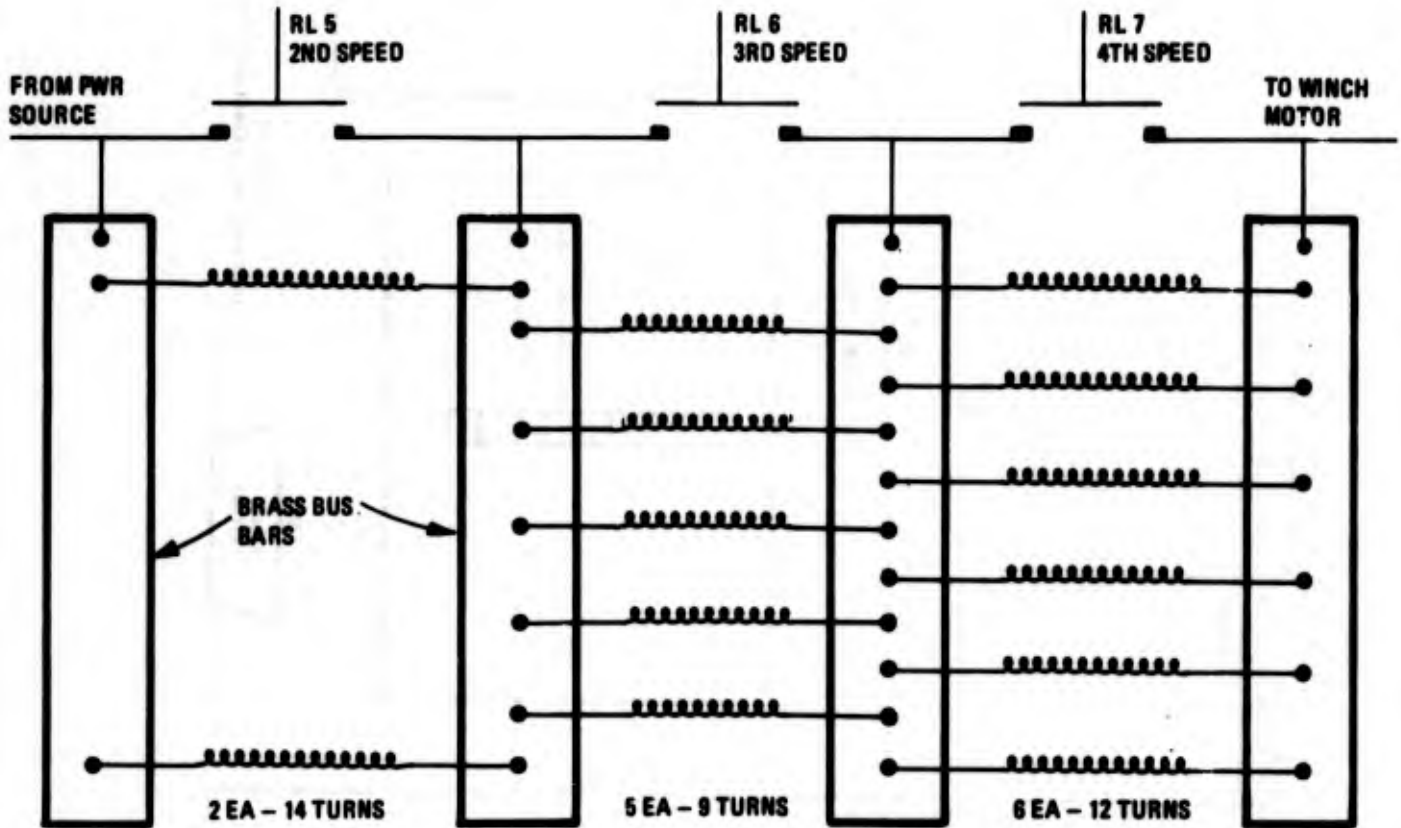 RL 5
2ND SPEED
RL 6
3RD SPEED
RL 7
4TH SPEED
FROM PWR
SOURCE
TO WINCH
MOTOR
BRASS BUS
BARS
2 EA – 14 TURNS
5 EA – 9 TURNS
6 EA – 12 TURNS